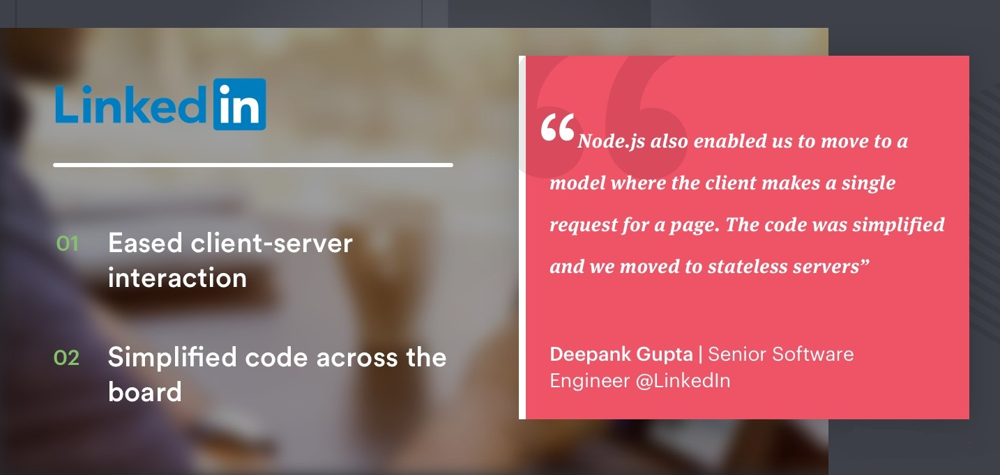 Linked in
01 Eased client-server
interaction
02 Simplified code across the
board
“Node.js also enabled us to move to a
model where the client makes a single
request for a page. The code was simplified
and we moved to stateless servers”
Deepank Gupta | Senior Software
Engineer @LinkedIn